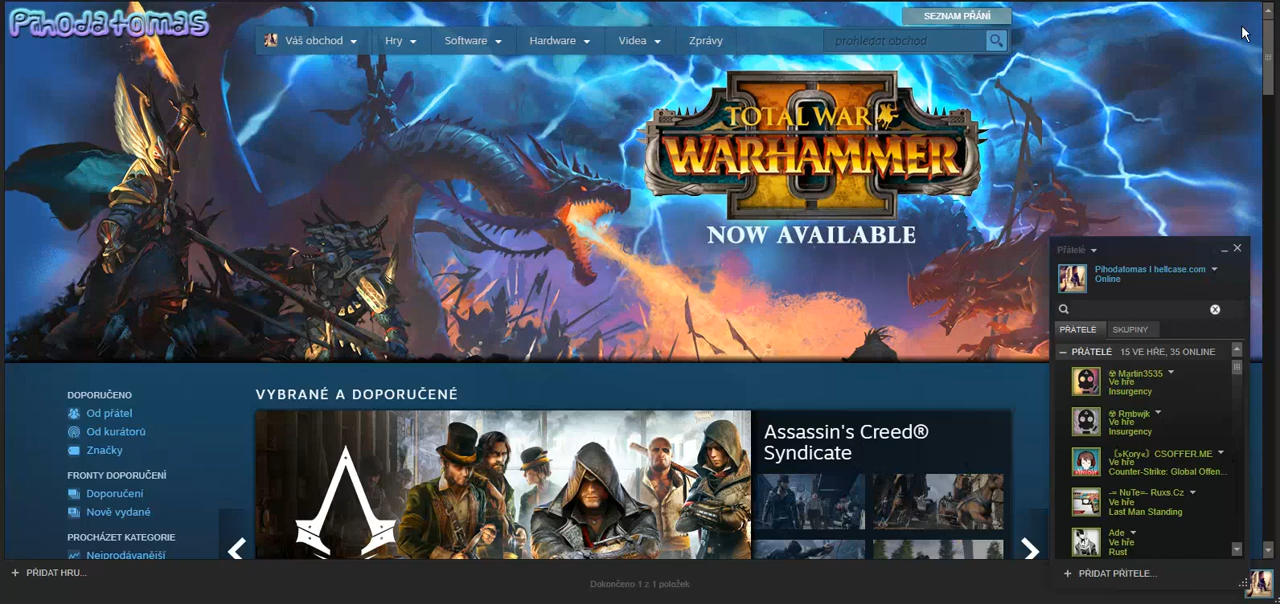 Pihodatomas
SEZNAM PŘÁNÍ
Váš obchod
Hry
Software
Hardware
Videa
Zprávy
prohledat obchod
TOTAL WAR
WARHAMMER
II
NOW AVAILABLE
Přátelé
Pihodatomas I hellcase.com
Online
PŘÁTELÉ
SKUPINY
PŘÁTELÉ 15 VE HŘE, 35 ONLINE
☢ Martin3535
Ve hře
Insurgency
☢ Rmbwjk
Ve hře
Insurgency
CSOFFER.ME
Ve hře
Counter-Strike: Global Offen...
-= NuTe=- Ruxs.Cz
Ve hře
Last Man Standing
Ade
Ve hře
Rust
PŘIDAT PŘÍTELE...
DOPORUČENO
Od přátel
Od kurátorů
Značky
FRONTY DOPORUČENÍ
Doporučení
Nově vydané
PROCHÁZET KATEGORIE
Nejprodávanější
VYBRANÉ A DOPORUČENÉ
Assassin's Creed®
Syndicate
PŘIDAT HRU...
Dokončeno 1 z 1 položek